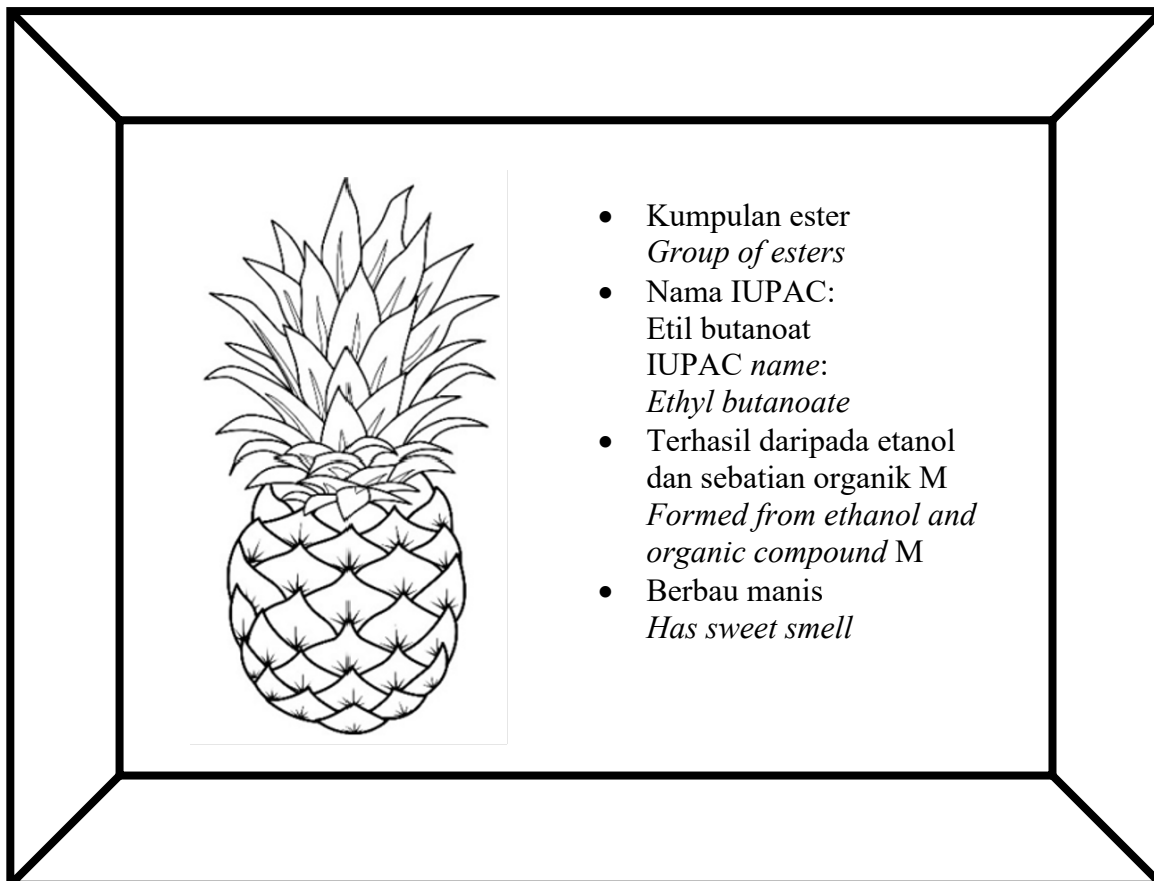 • Kumpulan ester
Group of esters
• Nama IUPAC:
Etil butanoat
IUPAC name:
Ethyl butanoate
• Terhasil daripada etanol
dan sebatian organik M
Formed from ethanol and
organic compound M
• Berbau manis
Has sweet smell